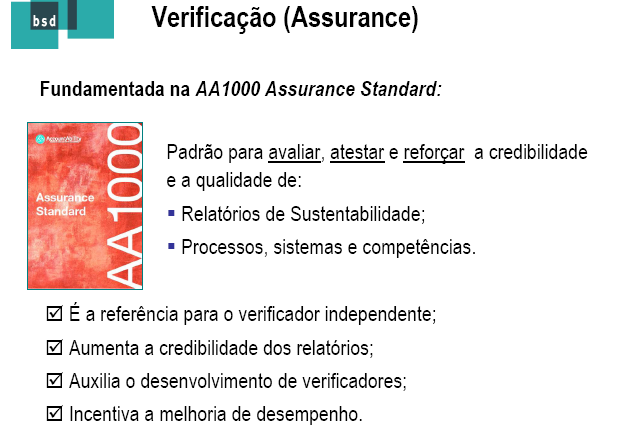 bsd
Verificação (Assurance)
Fundamentada na AA1000 Assurance Standard:
AccountAbility
Assurance
Standard
AA1000
Padrão para avaliar, atestar e reforçar a credibilidade
e a qualidade de:
▪ Relatórios de Sustentabilidade;
▪ Processos, sistemas e competências.
☑ É a referência para o verificador independente;
☑ Aumenta a credibilidade dos relatórios;
☑ Auxilia o desenvolvimento de verificadores;
☑ Incentiva a melhoria de desempenho.